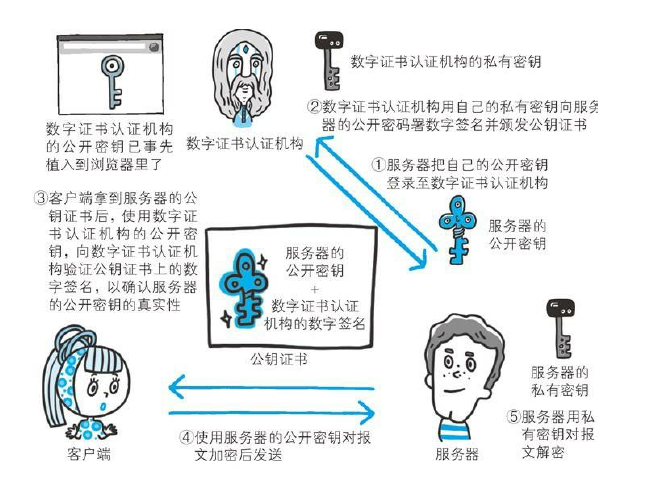 数字证书认证机构的私有密钥
②数字证书认证机构用自己的私有密钥向服务
器的公开密码署数字签名并颁发公钥证书
数字证书认证机构
的公开密钥已事先
植入到浏览器里了
数字证书认证机构
①服务器把自己的公开密钥
登录至数字证书认证机构
③客户端拿到服务器的公
钥证书后，使用数字证
书认证机构的公开密
钥，向数字证书认证机
构验证公钥证书上的数
字签名，以确认服务器
的公开密钥的真实性
服务器的
公开密钥
服务器的
公开密钥
+
数字证书认证
机构的数字签名
公钥证书
服务器的
私有密钥
⑤服务器用私
有密钥对报
文解密
④使用服务器的公开密钥对报
文加密后发送
客户端
服务器